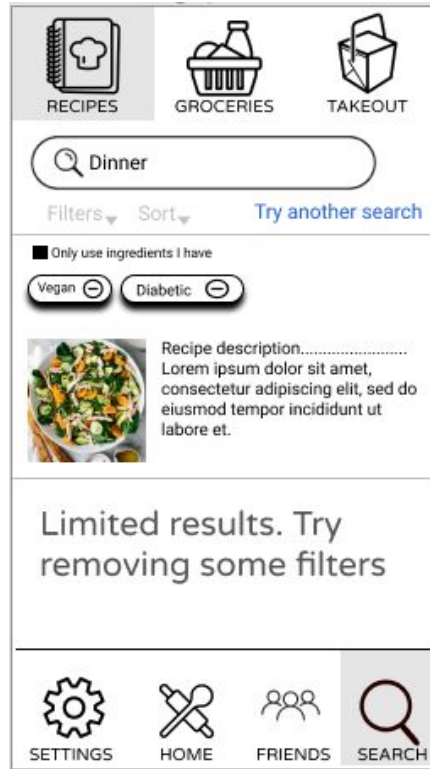 RECIPES GROCERIES TAKEOUT
Dinner
Filters Sort Try another search
Only use ingredients I have
Vegan Diabetic
Recipe description........................
Lorem ipsum dolor sit amet,
consectetur adipiscing elit, sed do
eiusmod tempor incididunt ut
labore et.
Limited results. Try
removing some filters
SETTINGS HOME FRIENDS SEARCH